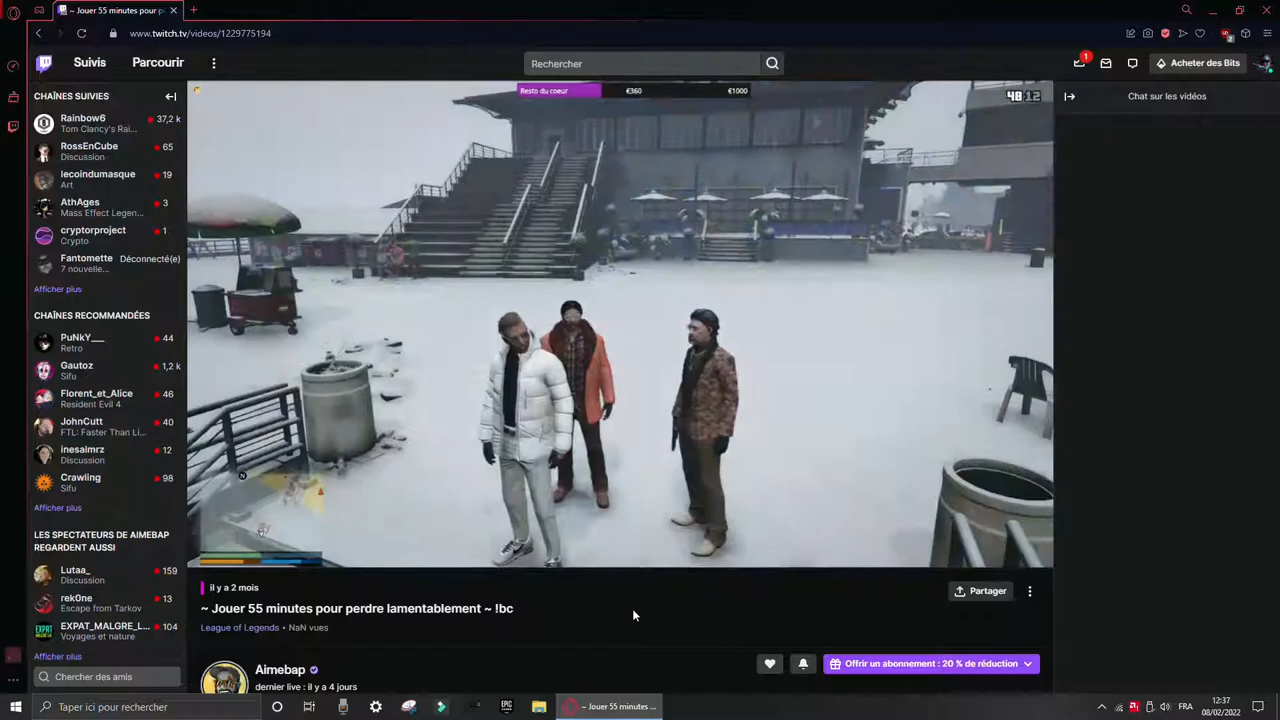 ~ Jouer 55 minutes pour p
www.twitch.tv/videos/1229775194
Suivi
Parcourir
Rechercher
1
Acheter des Bits
CHAÎNES SUIVIES
Rainbow6
37,2 k
Tom Clancy's Rai...
RossEnCube
65
Discussion
lecoindumasque
19
Art
AthAges
3
Mass Effect Legen...
cryptorproject
1
Crypto
Fantomette
Déconnecté(e)
7 nouvelle...
Afficher plus
CHAÎNES RECOMMANDÉES
PuNkY___
44
Retro
Gautoz
1,2 k
Sifu
Florent_et_Alice
46
Resident Evil 4
JohnCutt
40
FTL: Faster Than Li...
inesalmrz
12
Discussion
Crawling
98
Sifu
Afficher plus
LES SPECTATEURS DE AIMEBAP
REGARDENT AUSSI
Lutaa_
159
Discussion
rek0ne
13
Escape from Tarkov
EXPAT_MALGRE_L...
104
Voyages et nature
Afficher plus
Chercher des amis
Resto du coeur
€360
€1000
48:12
N
Chat sur les vidéos
il y a 2 mois
~ Jouer 55 minutes pour perdre lamentablement ~ !bc
League of Legends • NaN vues
Partager
Aimebap
dernier live : il y a 4 jours
Offrir un abonnement : 20 % de réduction
Taper ici pour rechercher
EPIC
~ Jouer 55 minutes ...
FRA
12:37
08/02/2022